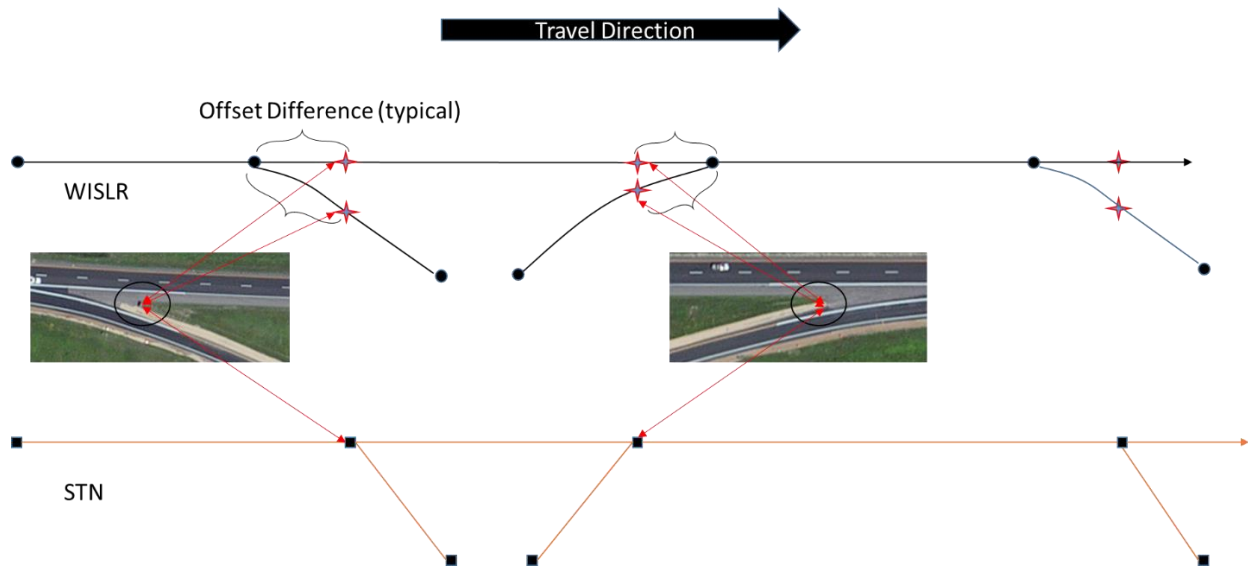 Travel Direction
Offset Difference (typical)
WISLR
STN